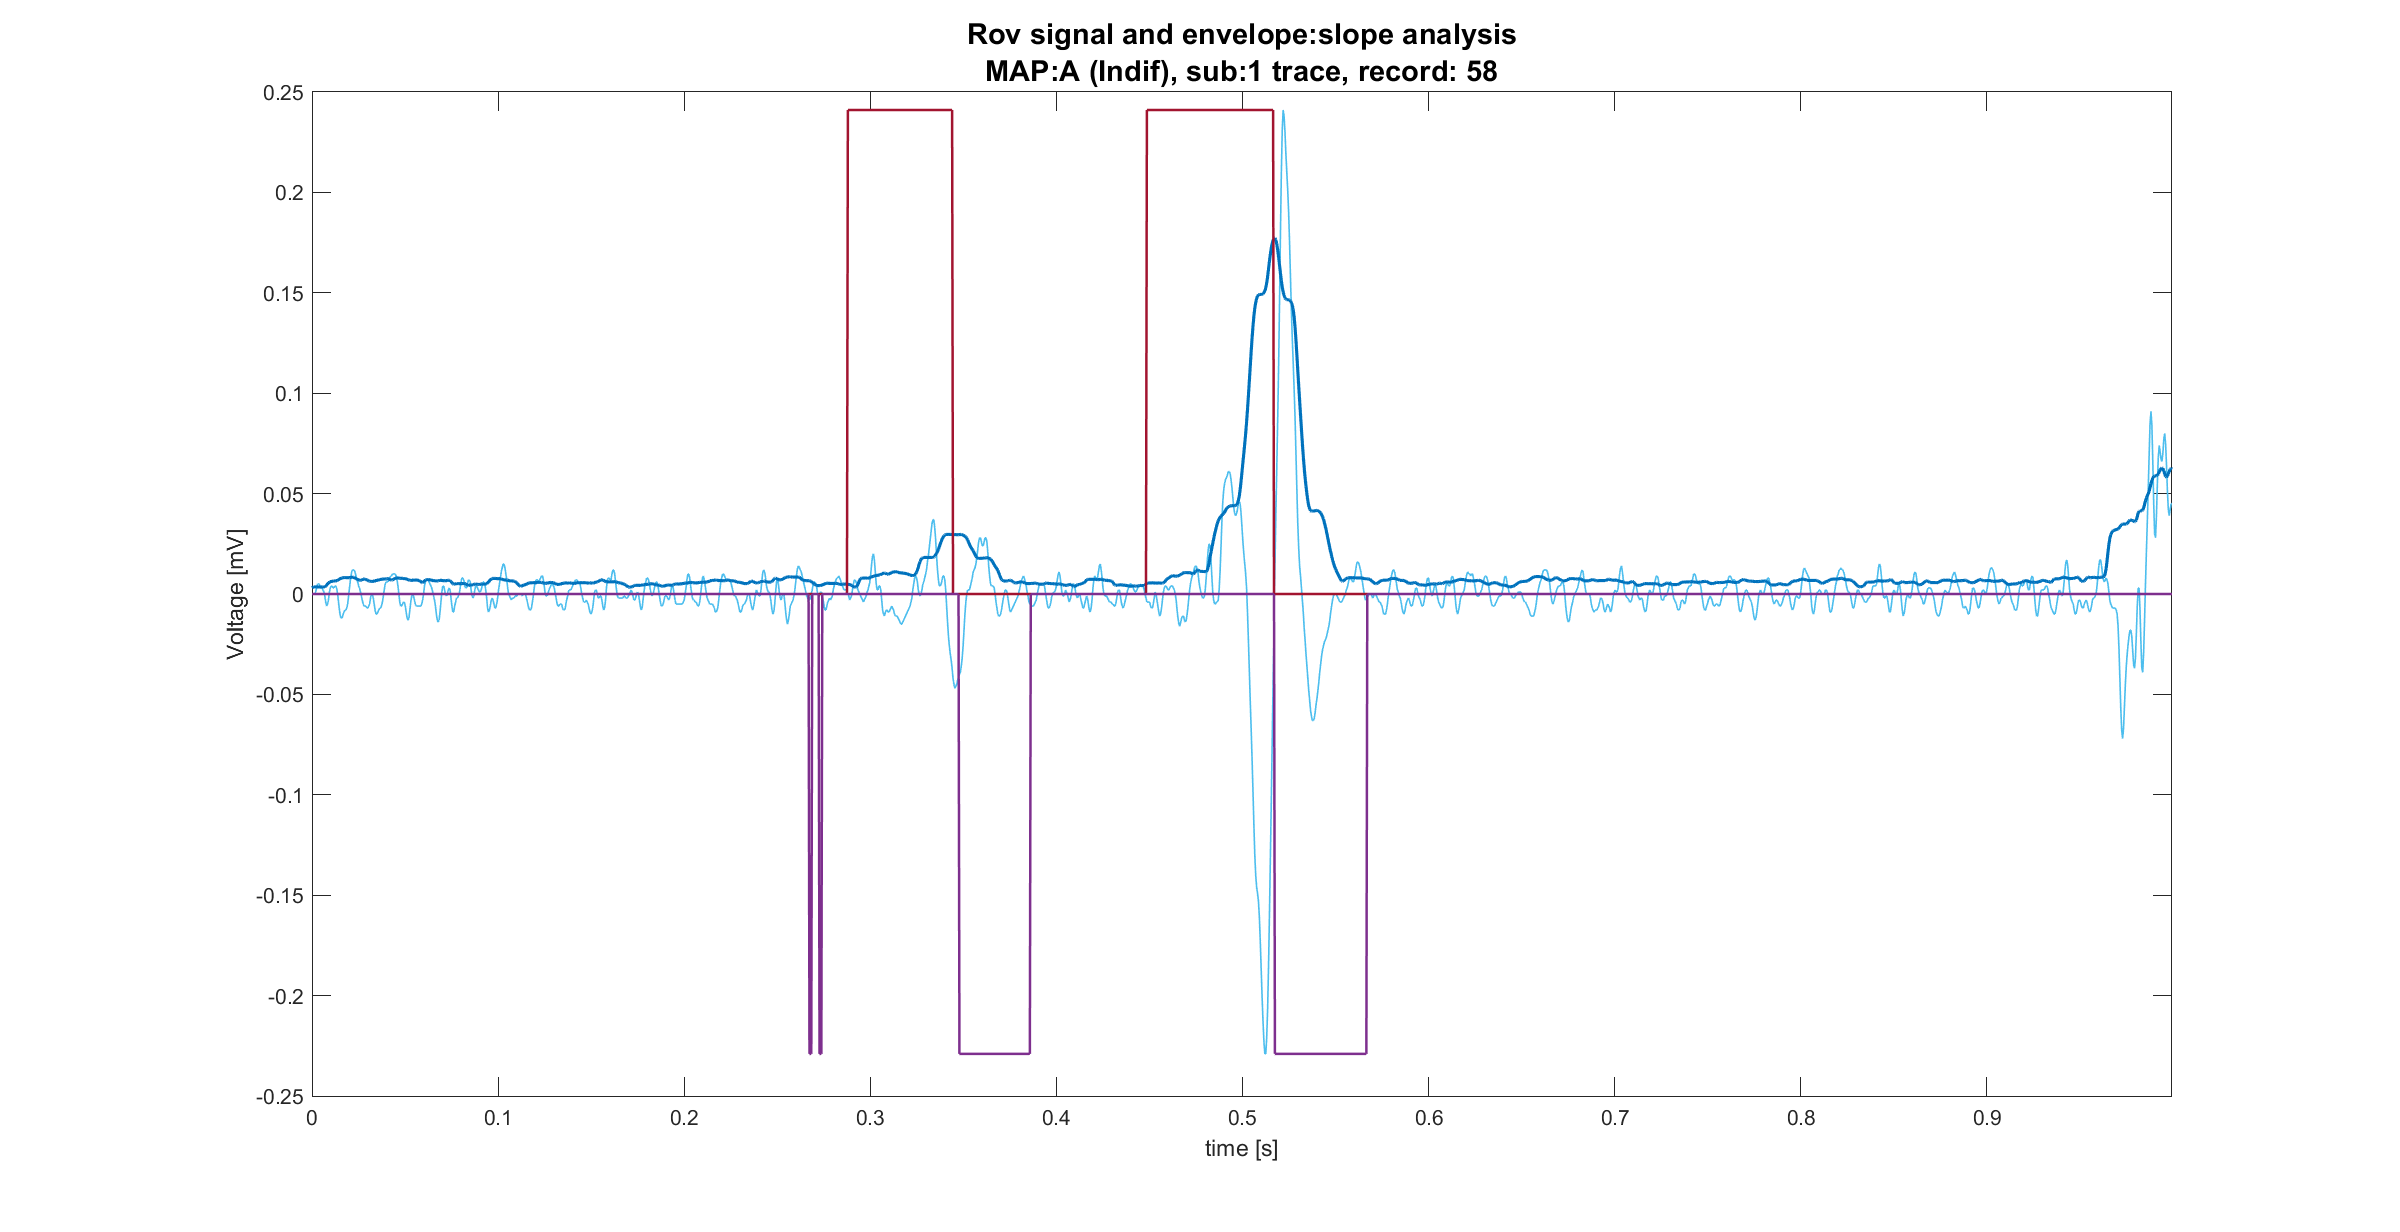 Rov signal and envelope:slope analysis
MAP:A (Indif), sub:1 trace, record: 58
0.25
0.2
0.15
0.1
0.05
0
-0.05
-0.1
-0.15
-0.2
-0.25
Voltage [mV]
0 0.1 0.2 0.3 0.4 0.5 0.6 0.7 0.8 0.9
time [s]